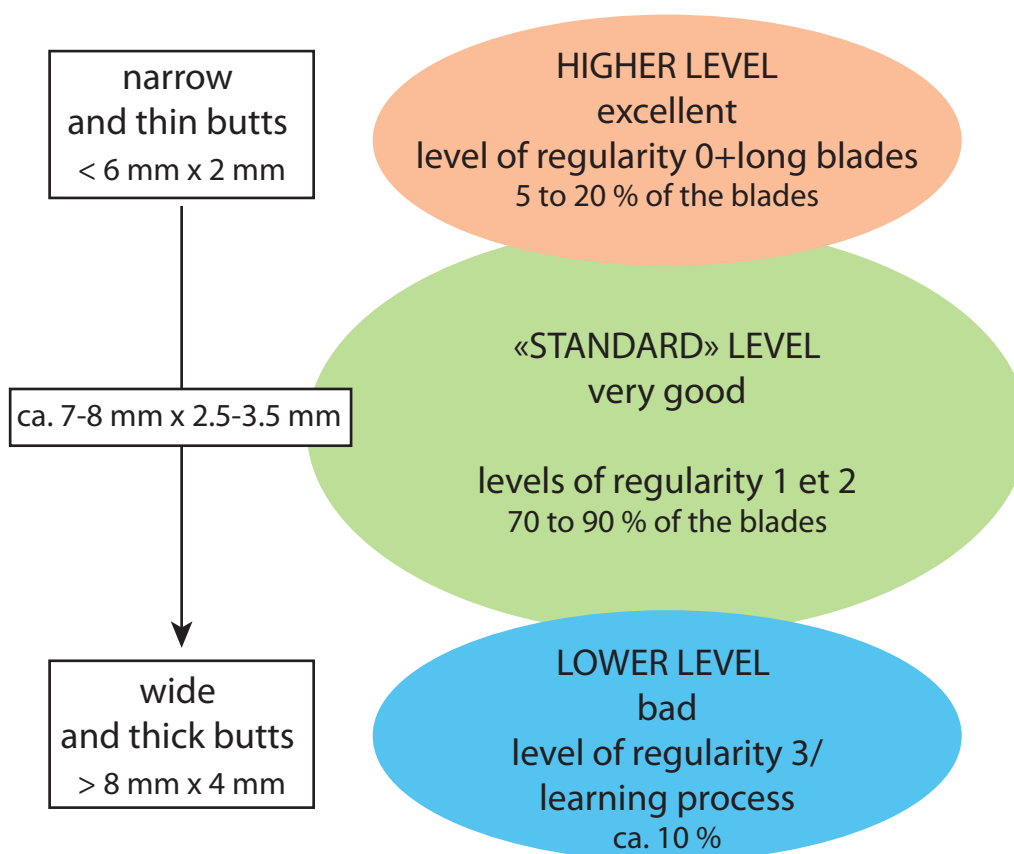 narrow
and thin butts
< 6 mm x 2 mm
HIGHER LEVEL
excellent
level of regularity 0+long blades
5 to 20 % of the blades
ca. 7-8 mm x 2.5-3.5 mm
«STANDARD» LEVEL
very good
levels of regularity 1 et 2
70 to 90 % of the blades
wide
and thick butts
> 8 mm x 4 mm
LOWER LEVEL
bad
level of regularity 3/
learning process
ca. 10 %